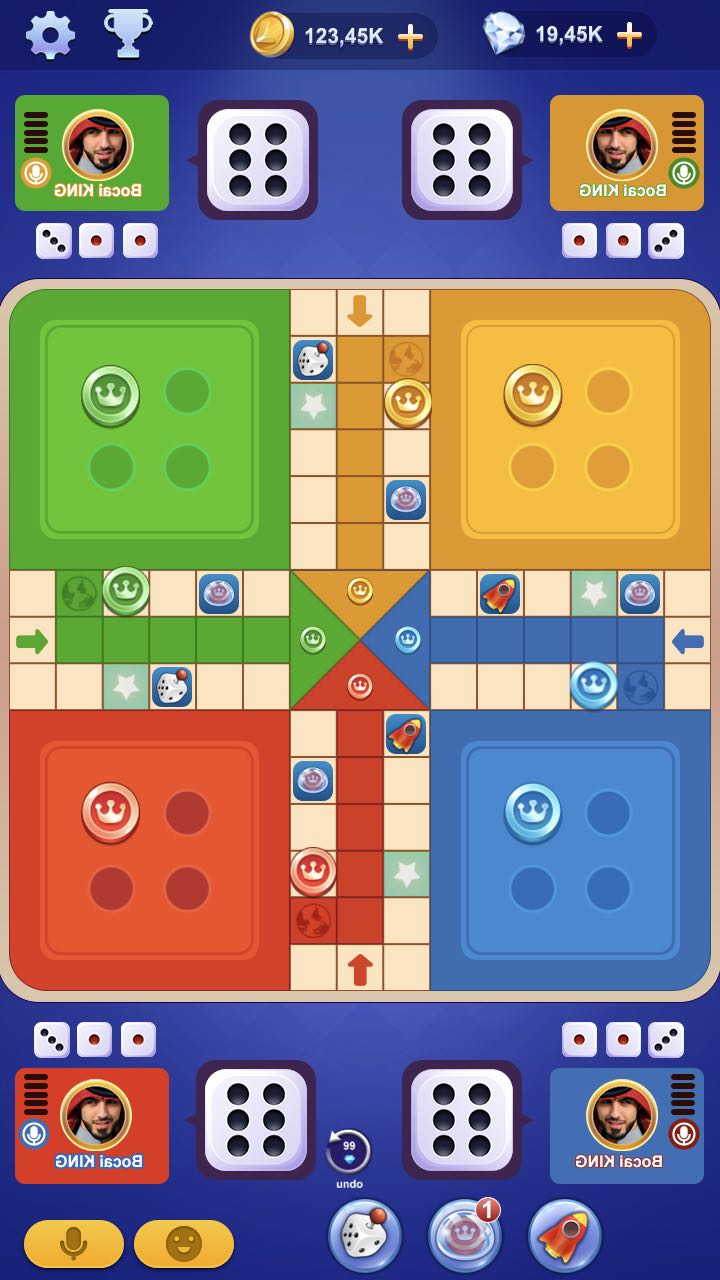 123,45K
19,45K
Bocai KING
Bocai KING
Bocai KING
99
undo
Bocai KING
1